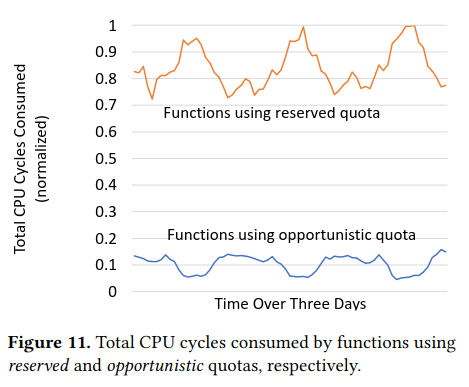 Total CPU Cycles Consumed
(normalized)
1
0.9
0.8
0.7
0.6
0.5
0.4
0.3
0.2
0.1
0
Functions using reserved quota
Functions using opportunistic quota
Time Over Three Days
Figure 11. Total CPU cycles consumed by functions using
reserved and opportunistic quotas, respectively.